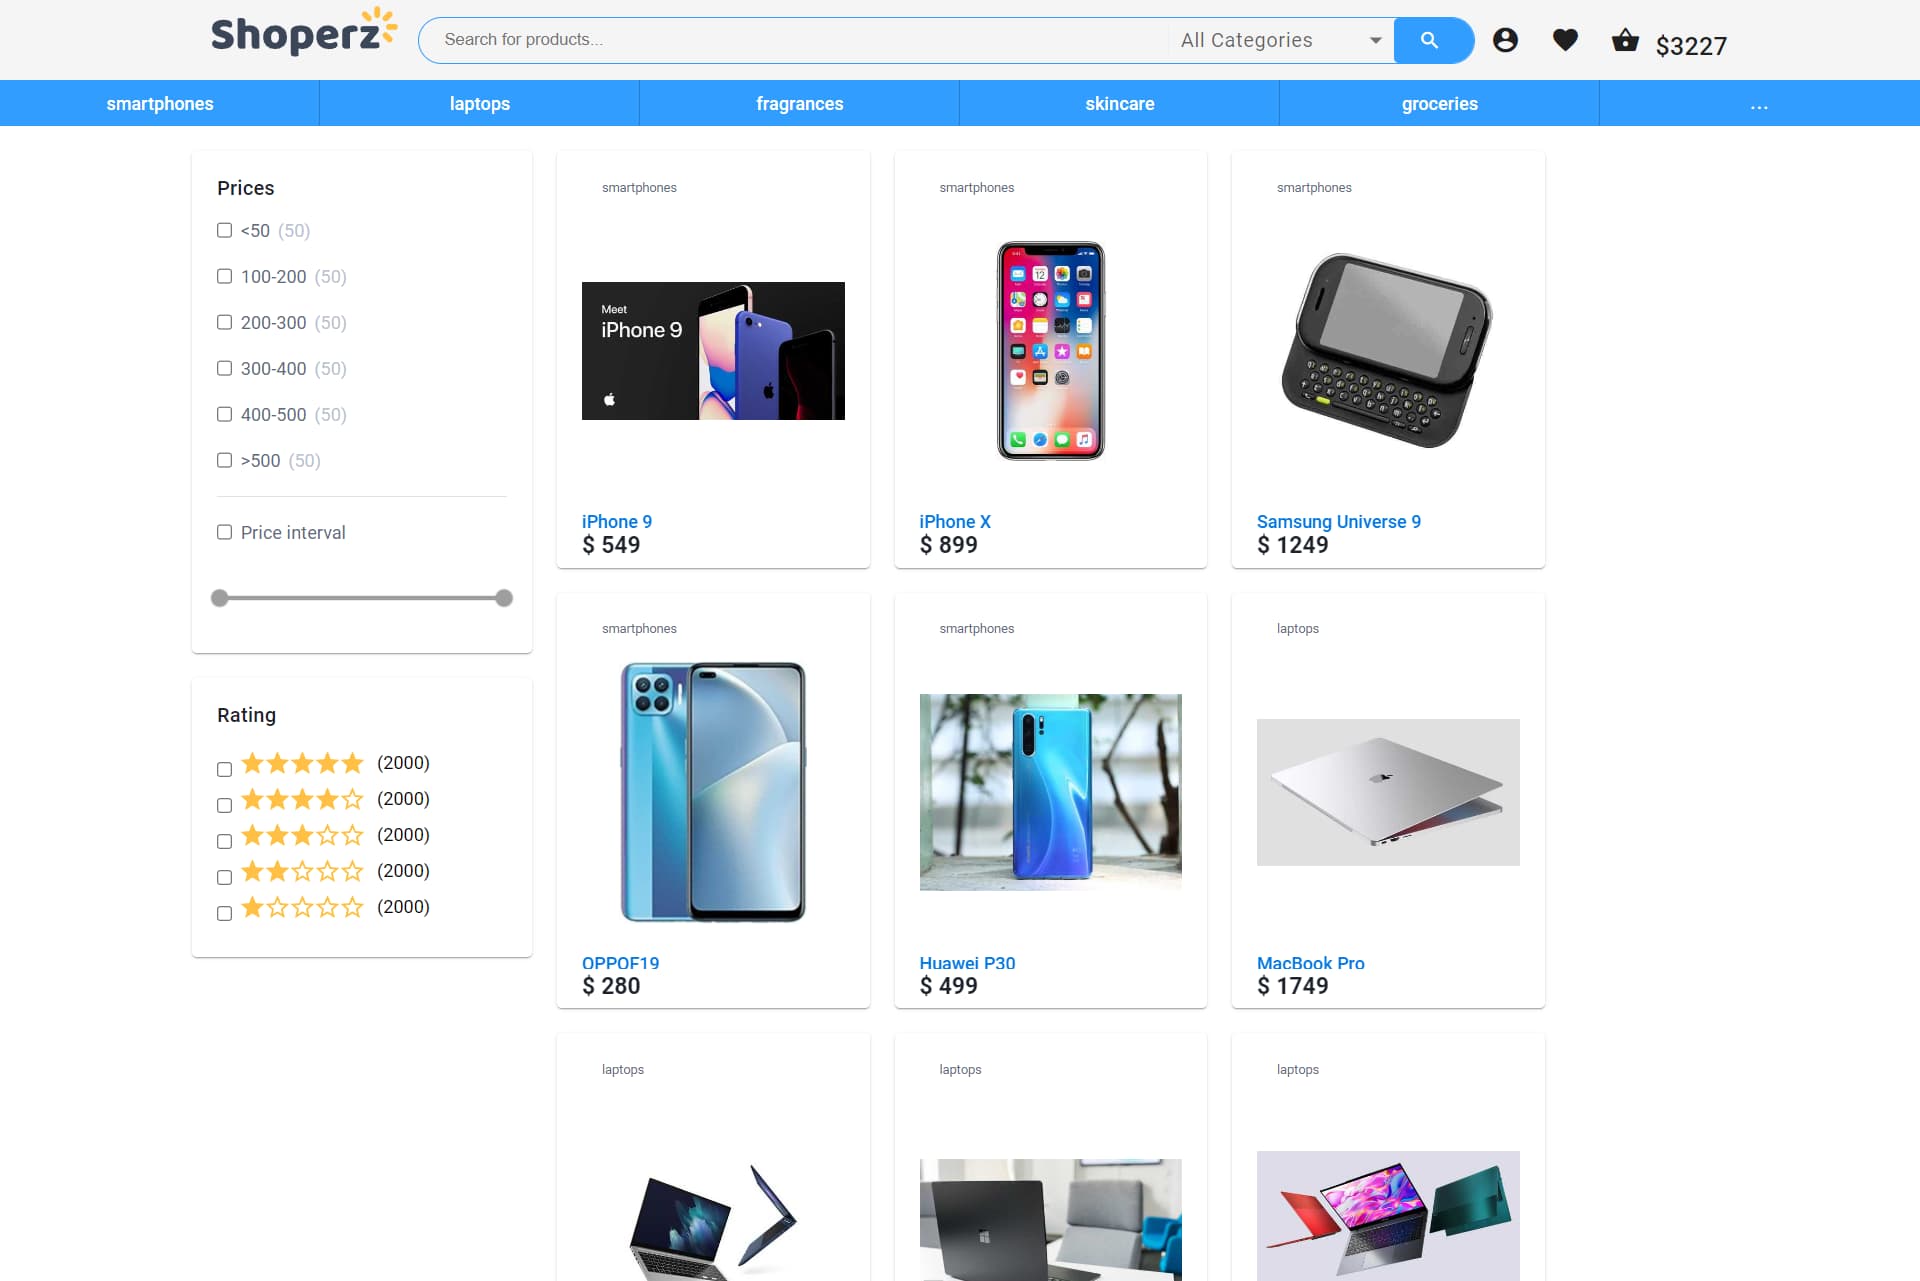 Shoperz
Search for products...
All Categories
$3227
smartphones
laptops
fragrances
skincare
groceries
...
Prices
<50 (50)
100-200 (50)
200-300 (50)
300-400 (50)
400-500 (50)
>500 (50)
Price interval
Rating
(2000)
(2000)
(2000)
(2000)
(2000)
smartphones
Meet
iPhone 9
iPhone 9
$ 549
smartphones
12
iPhone X
$ 899
smartphones
Samsung Universe 9
$ 1249
smartphones
OPPOF19
$ 280
smartphones
Huawei P30
$ 499
laptops
MacBook Pro
$ 1749
laptops
laptops
laptops